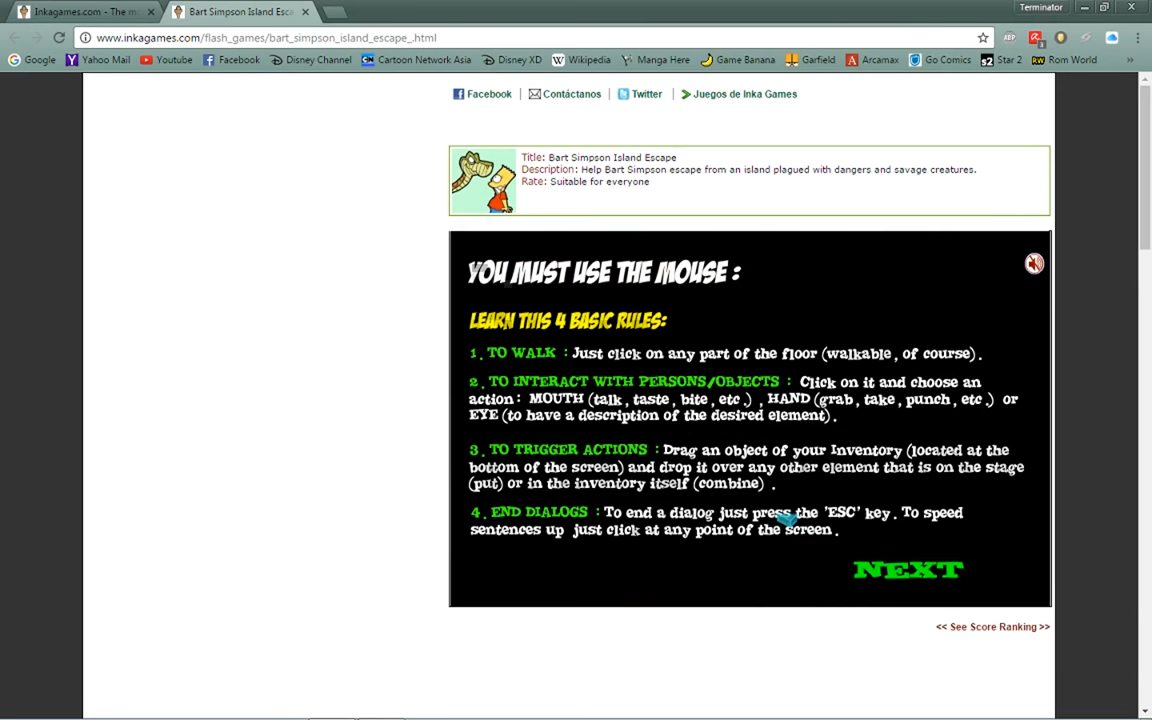 Terminator
Inkagames.com - The m
Bart Simpson Island Esca
www.inkagames.com/flash_games/bart_simpson_island_escape_.html
Google Yahoo Mail Youtube Facebook Disney Channel Cartoon Network Asia Disney XD Wikipedia Manga Here Game Banana Garfield Arcamax Go Comics Star 2 Rom World
Facebook | Contáctanos | Twitter | Juegos de Inka Games
Title: Bart Simpson Island Escape
Description: Help Bart Simpson escape from an island plagued with dangers and savage creatures.
Rate: Suitable for everyone
YOU MUST USE THE MOUSE :
LEARN THIS 4 BASIC RULES:
1. TO WALK : Just click on any part of the floor (walkable, of course).
2. TO INTERACT WITH PERSONS/OBJECTS : Click on it and choose an
action: MOUTH (talk, taste, bite, etc.) , HAND (grab, take, punch, etc.) or
EYE (to have a description of the desired element).
3. TO TRIGGER ACTIONS : Drag an object of your Inventory (located at the
bottom of the screen) and drop it over any other element that is on the stage
(put) or in the inventory itself (combine) .
4. END DIALOGS : To end a dialog just press the 'ESC' key. To speed
sentences up just click at any point of the screen.
NEXT
<< See Score Ranking >>